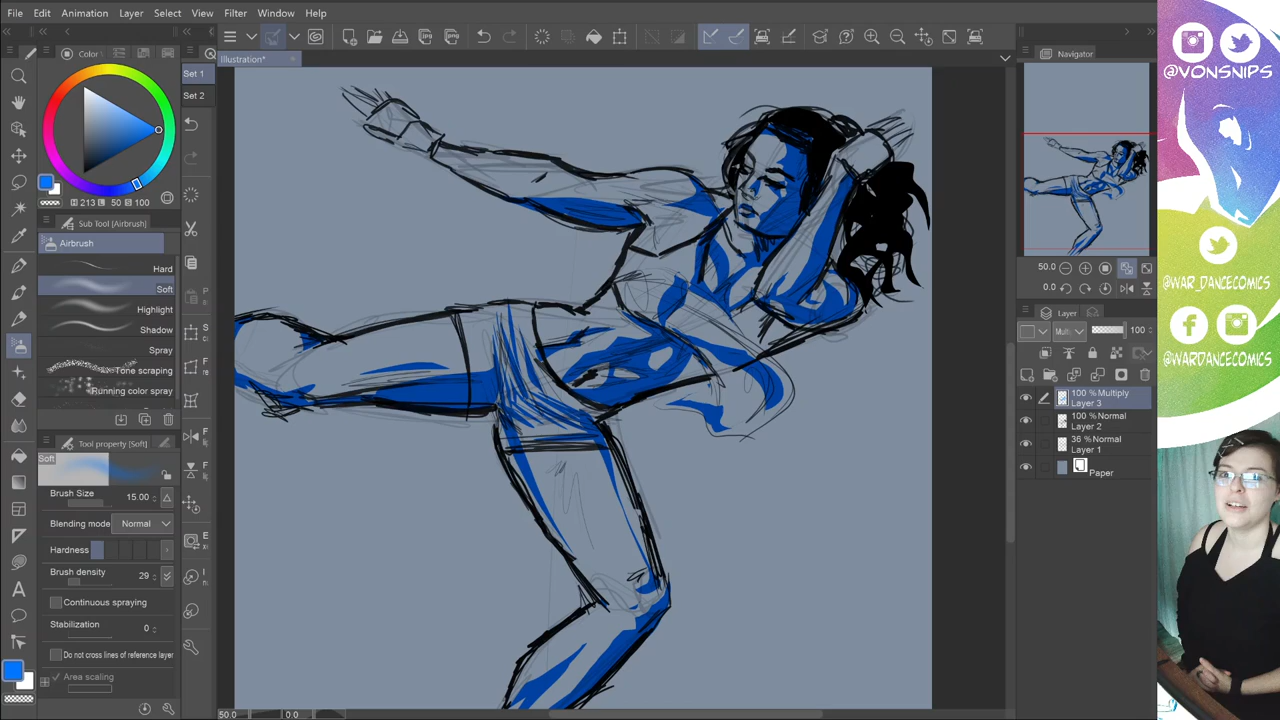 File Edit Animation Layer Select View Filter Window Help
Color
Illustration*
Navigator
@VONSNIPS
Set 1
Set 2
H 213 L 50 S 100
Sub Tool [Airbrush]
Airbrush
Hard
Soft
Highlight
Shadow
Spray
Tone scraping
Running color spray
Tool property [Soft]
Soft
Brush Size 15.00
Blending mode Normal
Hardness
Brush density 29
Continuous spraying
Stabilization 0
Do not cross lines of reference layer
Area scaling
50.0 0.0
50.0
0.0
Layer
Multi 100
100 % Multiply
Layer 3
100 % Normal
Layer 2
36 % Normal
Layer 1
Paper
@WAR_DANCECOMICS
@WARDANCECOMICS